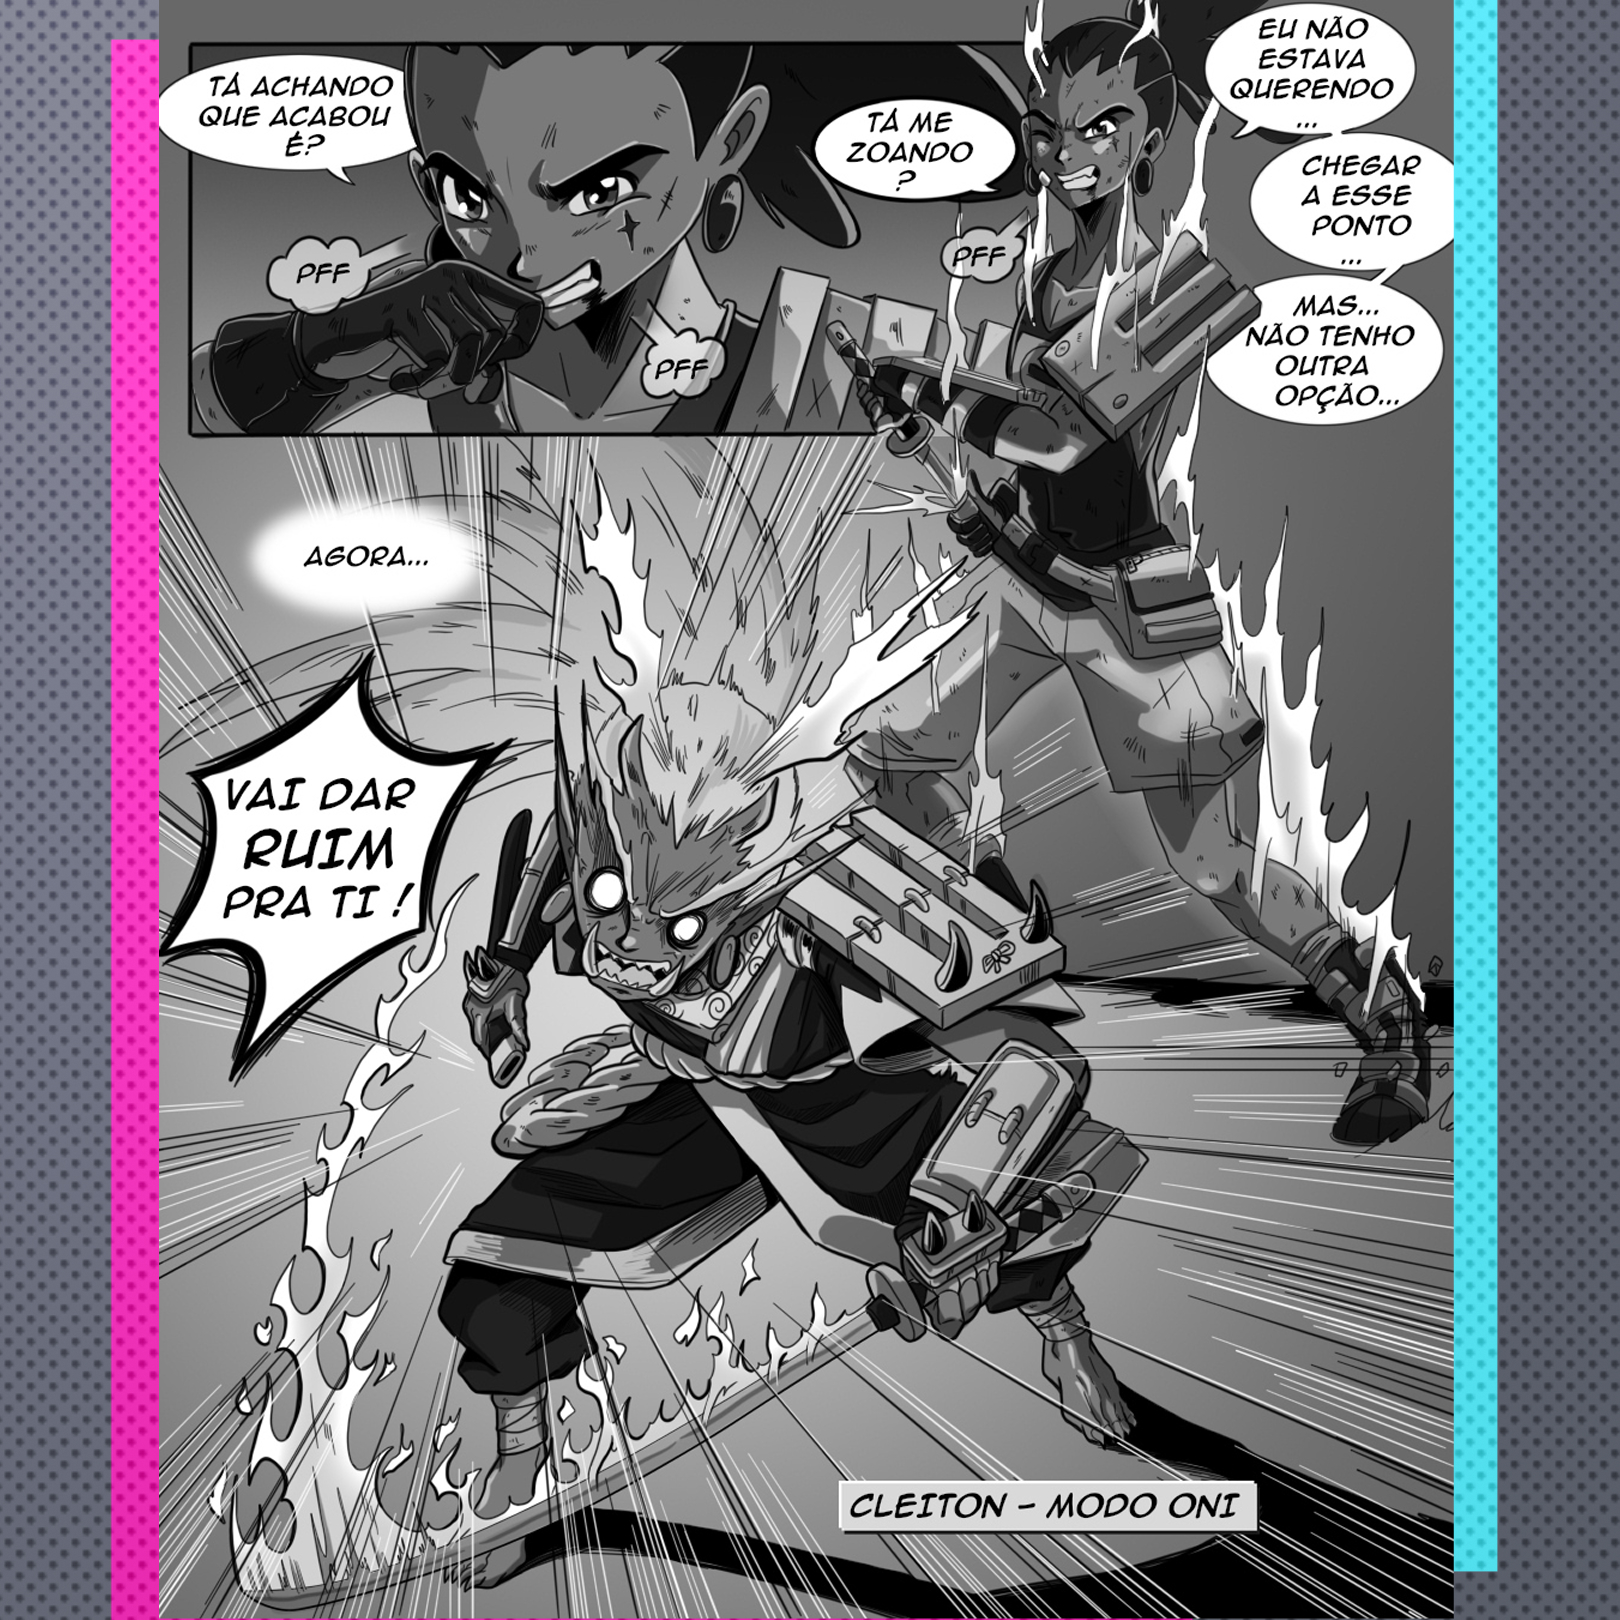 TÁ ACHANDO
QUE ACABOU
É?
PFF
PFF
TÁ ME
ZOANDO
?
PFF
EU NÃO
ESTAVA
QUERENDO
...
CHEGAR
A ESSE
PONTO
...
MAS...
NÃO TENHO
OUTRA
OPÇÃO...
AGORA...
VAI DAR
RUIM
PRA TI !
CLEITON - MODO ONI